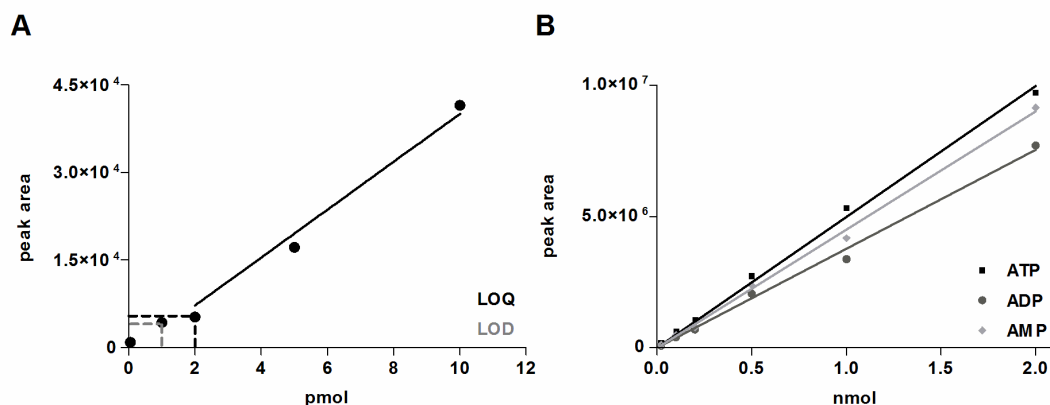 A
4.5×10⁴
3.0×10⁴
1.5×10⁴
0
peak area
0 2 4 6 8 10 12
pmol
LOQ
LOD
B
1.0×10⁷
5.0×10⁶
0
peak area
0.0 0.5 1.0 1.5 2.0
nmol
ATP
ADP
AMP